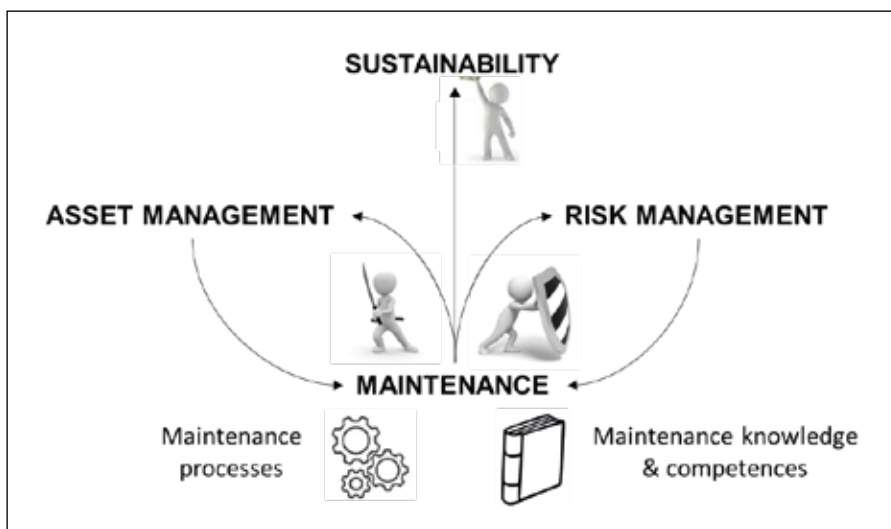 SUSTAINABILITY
ASSET MANAGEMENT
RISK MANAGEMENT
MAINTENANCE
Maintenance
processes
Maintenance knowledge
& competences